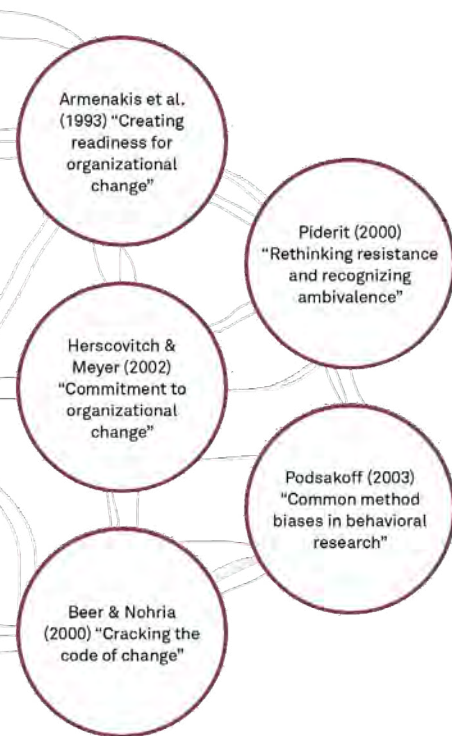 Armenakis et al.
(1993) “Creating
readiness for
organizational
change”
Piderit (2000)
“Rethinking resistance
and recognizing
ambivalence”
Herscovitch &
Meyer (2002)
“Commitment to
organizational
change”
Podsakoff (2003)
“Common method
biases in behavioral
research”
Beer & Nohria
(2000) “Cracking the
code of change”